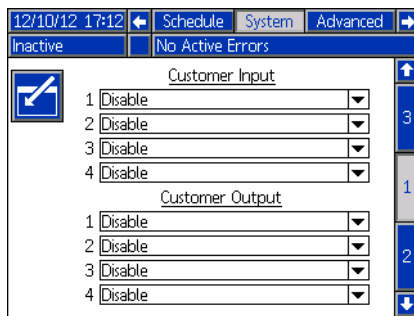 12/10/12 17:12 Schedule System Advanced
Inactive No Active Errors
Customer Input
1 Disable
2 Disable
3 Disable
4 Disable
Customer Output
1 Disable
2 Disable
3 Disable
4 Disable
3
1
2